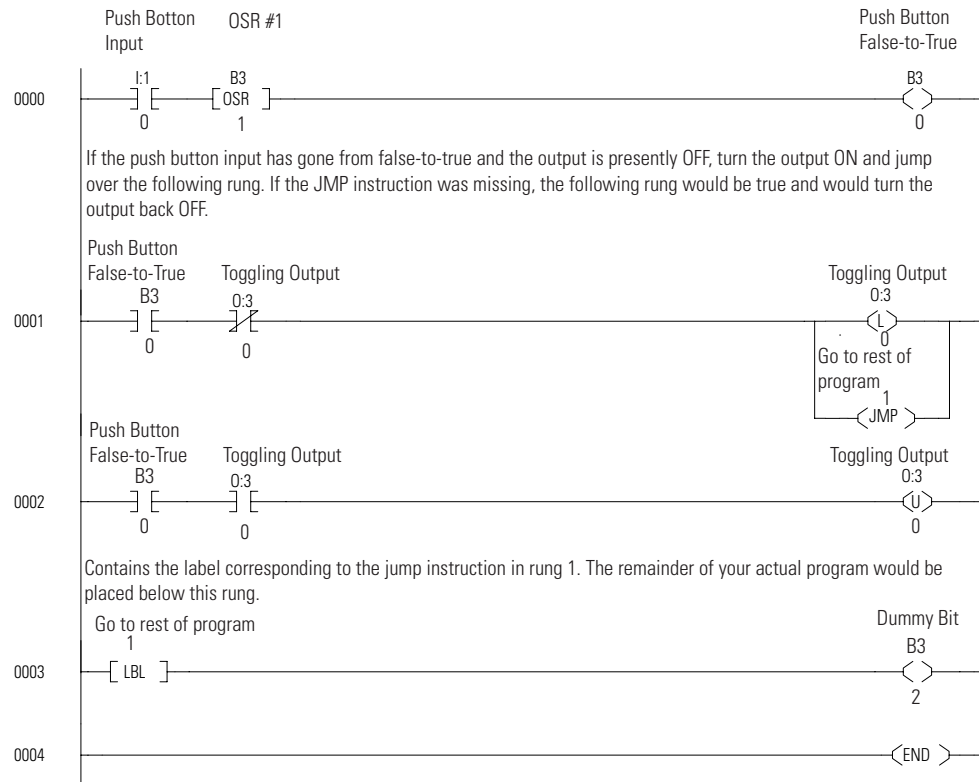 Push Botton OSR #1 Push Button
Input False-to-True
I:1 B3 B3
0000 OSR
0 1 0
If the push button input has gone from false-to-true and the output is presently OFF, turn the output ON and jump
over the following rung. If the JMP instruction was missing, the following rung would be true and would turn the
output back OFF.
Push Button
False-to-True Toggling Output Toggling Output
B3 O:3 O:3
0001 L
0 0 0
Go to rest of
program
1
JMP
Push Button
False-to-True Toggling Output Toggling Output
B3 O:3 O:3
0002 U
0 0 0
Contains the label corresponding to the jump instruction in rung 1. The remainder of your actual program would be
placed below this rung.
Go to rest of program Dummy Bit
1 B3
0003 LBL
2
0004 END